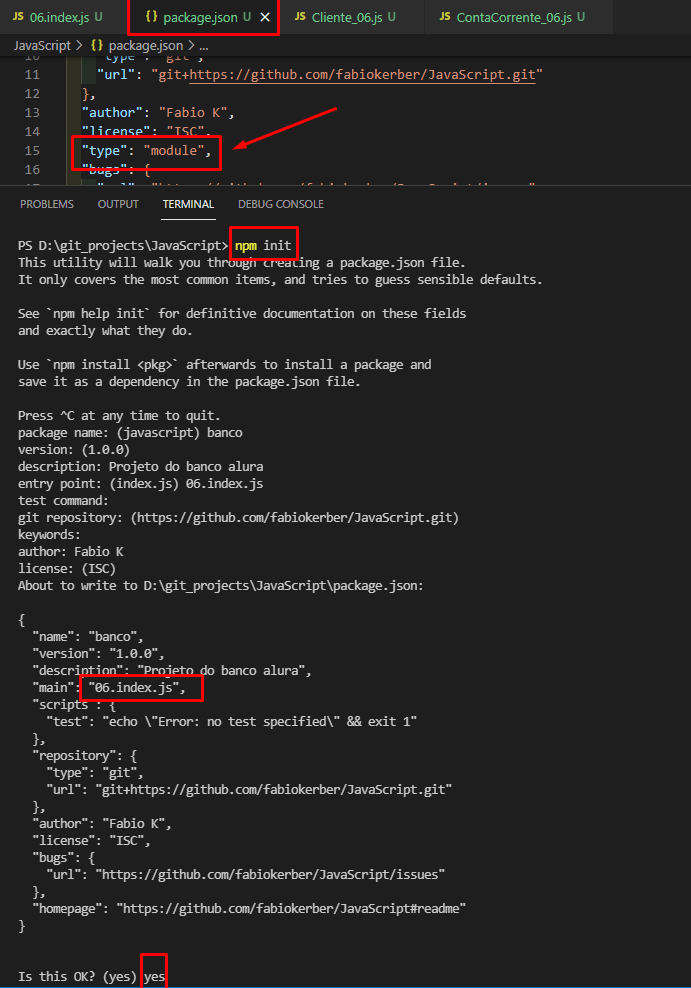 JS 06.index.js U
{} package.json U ×
JS Cliente_06.js U
JS ContaCorrente_06.js U
JavaScript > {} package.json > ...
10 "type": "git",
11 "url": "git+https://github.com/fabiokerber/JavaScript.git"
12 },
13 "author": "Fabio K",
14 "license": "ISC",
15 "type": "module",
16 "bugs": {
PROBLEMS OUTPUT TERMINAL DEBUG CONSOLE
PS D:\git_projects\JavaScript> npm init
This utility will walk you through creating a package.json file.
It only covers the most common items, and tries to guess sensible defaults.
See `npm help init` for definitive documentation on these fields
and exactly what they do.
Use `npm install <pkg>` afterwards to install a package and
save it as a dependency in the package.json file.
Press ^C at any time to quit.
package name: (javascript) banco
version: (1.0.0)
description: Projeto do banco alura
entry point: (index.js) 06.index.js
test command:
git repository: (https://github.com/fabiokerber/JavaScript.git)
keywords:
author: Fabio K
license: (ISC)
About to write to D:\git_projects\JavaScript\package.json:
{
"name": "banco",
"version": "1.0.0",
"description": "Projeto do banco alura",
"main": "06.index.js",
"scripts": {
"test": "echo \"Error: no test specified\" && exit 1"
},
"repository": {
"type": "git",
"url": "git+https://github.com/fabiokerber/JavaScript.git"
},
"author": "Fabio K",
"license": "ISC",
"bugs": {
"url": "https://github.com/fabiokerber/JavaScript/issues"
},
"homepage": "https://github.com/fabiokerber/JavaScript#readme"
}
Is this OK? (yes) yes